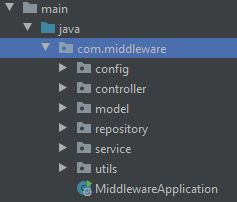 main
java
com.middleware
config
controller
model
repository
service
utils
MiddlewareApplication